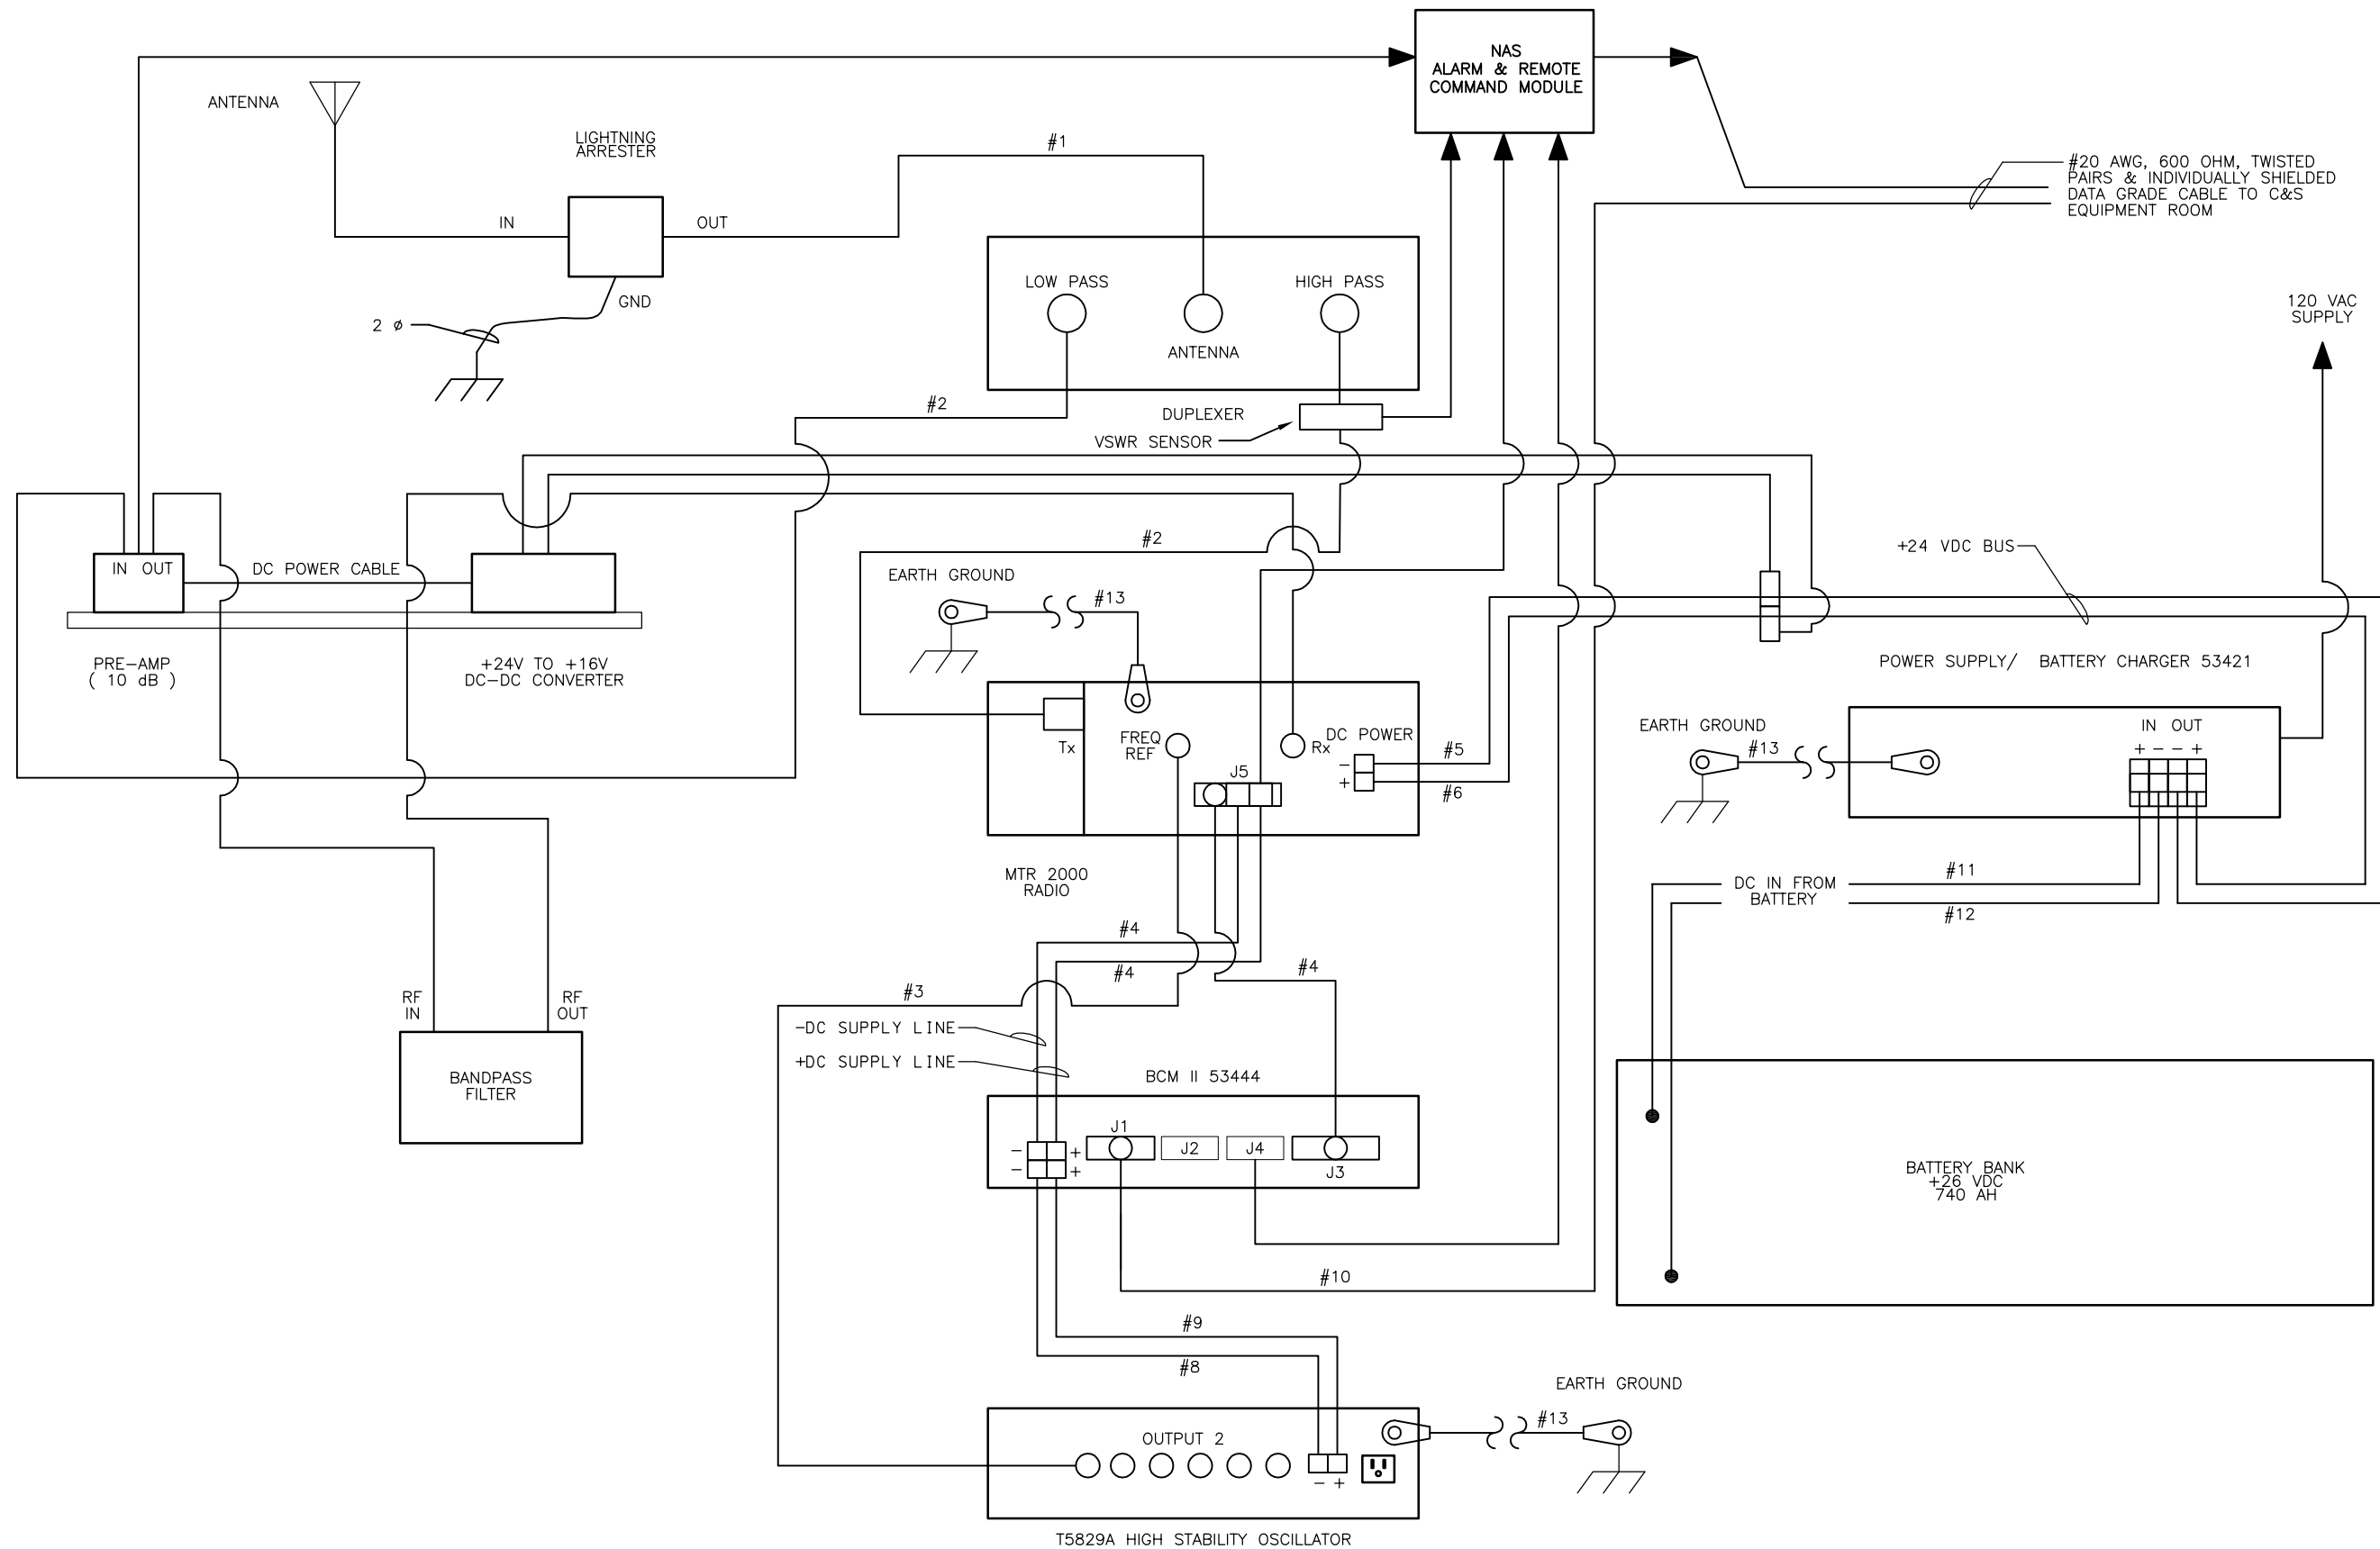 NAS
ALARM & REMOTE
COMMAND MODULE
ANTENNA
LIGHTNING
ARRESTER
#1
#20 AWG, 600 OHM, TWISTED
PAIRS & INDIVIDUALLY SHIELDED
DATA GRADE CABLE TO C&S
EQUIPMENT ROOM
IN
OUT
GND
2 ø
LOW PASS
HIGH PASS
ANTENNA
120 VAC
SUPPLY
#2
DUPLEXER
VSWR SENSOR
#2
+24 VDC BUS
IN OUT
DC POWER CABLE
EARTH GROUND
#13
PRE-AMP
( 10 dB )
+24V TO +16V
DC-DC CONVERTER
POWER SUPPLY/ BATTERY CHARGER 53421
Tx
FREQ
REF
Rx
DC POWER
- 
+
#5
#6
J5
EARTH GROUND
#13
IN OUT
+ - - +
MTR 2000
RADIO
#11
DC IN FROM
BATTERY
#12
#4
#4
#4
#3
RF
IN
RF
OUT
-DC SUPPLY LINE
+DC SUPPLY LINE
BANDPASS
FILTER
BCM II 53444
- +
- +
J1
J2
J4
J3
BATTERY BANK
+26 VDC
740 AH
#10
#9
#8
EARTH GROUND
#13
OUTPUT 2
- +
T5829A HIGH STABILITY OSCILLATOR